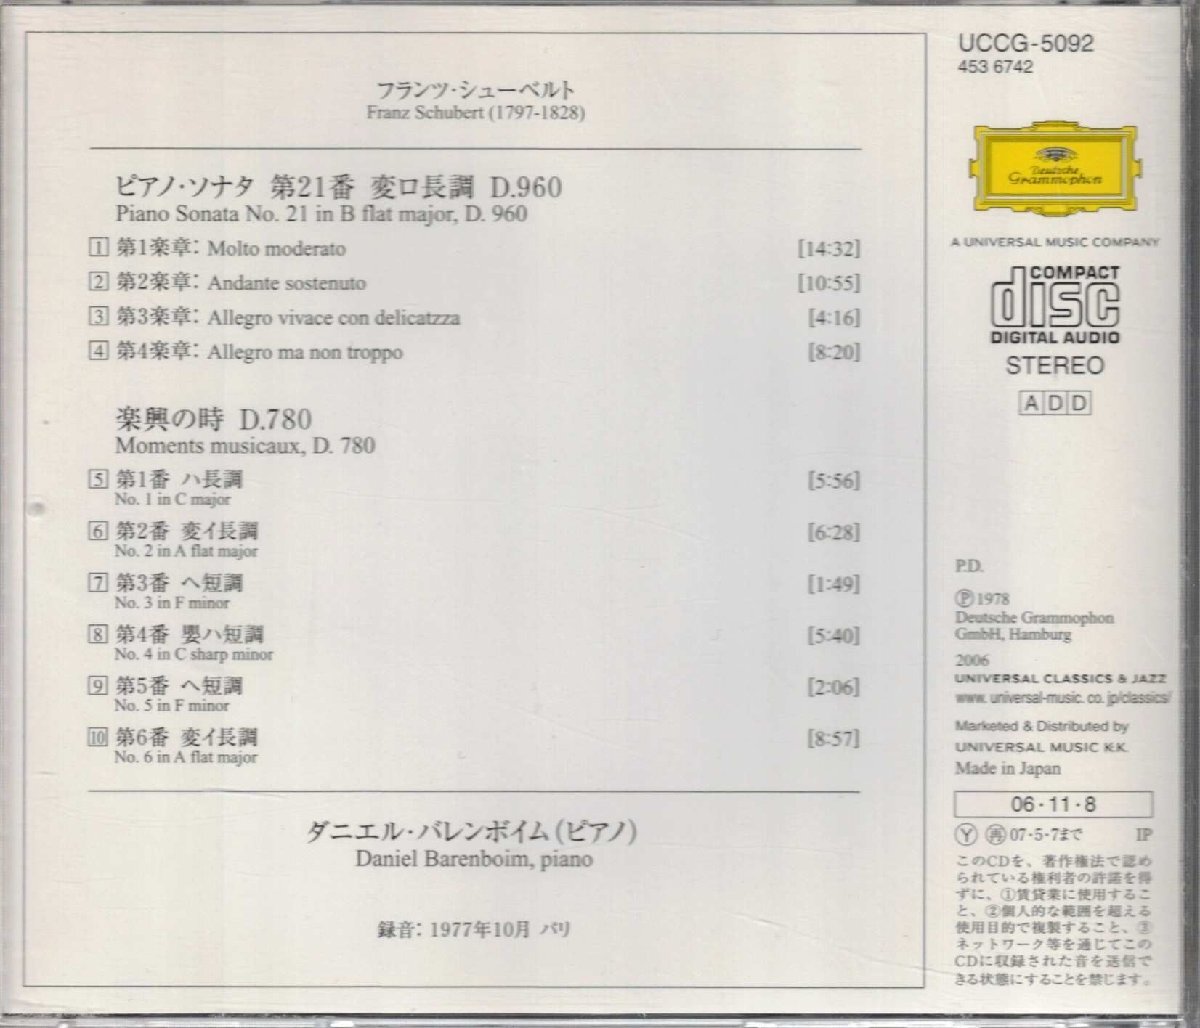 フランツ・シューベルト
Franz Schubert (1797-1828)
ピアノ・ソナタ 第21番 変ロ長調 D.960
Piano Sonata No. 21 in B flat major, D. 960
1 第1楽章: Molto moderato [14:32]
2 第2楽章: Andante sostenuto [10:55]
3 第3楽章: Allegro vivace con delicatzza [4:16]
4 第4楽章: Allegro ma non troppo [8:20]
楽興の時 D.780
Moments musicaux, D. 780
5 第1番 ハ長調 [5:56]
No. 1 in C major
6 第2番 変イ長調 [6:28]
No. 2 in A flat major
7 第3番 ヘ短調 [1:49]
No. 3 in F minor
8 第4番 嬰ハ短調 [5:40]
No. 4 in C sharp minor
9 第5番 ヘ短調 [2:06]
No. 5 in F minor
10 第6番 変イ長調 [8:57]
No. 6 in A flat major
ダニエル・バレンボイム(ピアノ)
Daniel Barenboim, piano
録音: 1977年10月 パリ
UCCG-5092
453 6742
Deutsche
Grammophon
A UNIVERSAL MUSIC COMPANY
COMPACT
disc
DIGITAL AUDIO
STEREO
ADD
P.D.
Ⓟ1978
Deutsche Grammophon
GmbH, Hamburg
2006
UNIVERSAL CLASSICS & JAZZ
www.universal-music.co.jp/classics/
Marketed & Distributed by
UNIVERSAL MUSIC K.K.
Made in Japan
06・11・8
Ⓨ ㊢07・5・7まで IP
このCDを、著作権法で認め
られている権利者の許諾を得
ずに、①賃貸業に使用するこ
と、②個人的な範囲を超える
使用目的で複製すること、③
ネットワーク等を通じてこの
CDに収録された音を送信で
きる状態にすることを禁じます。